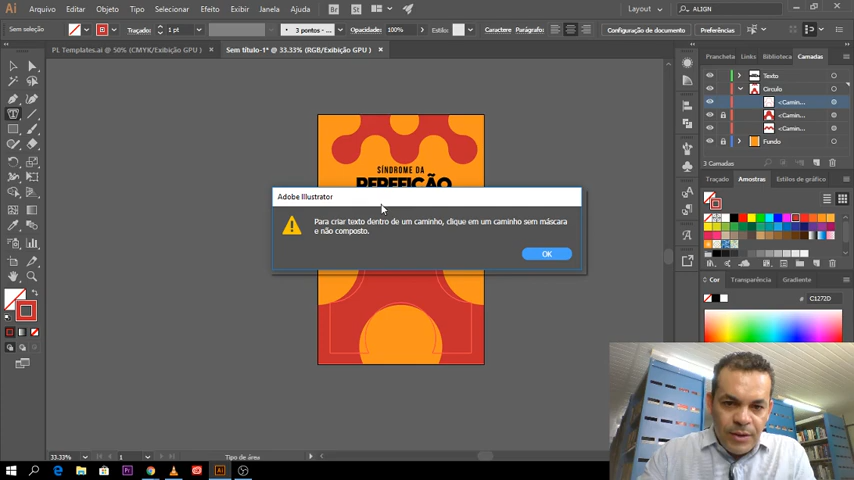 Ai Arquivo Editar Objeto Tipo Selecionar Efeito Exibir Janela Ajuda Br St Layout ALIGN
Sem seleção Traçado: 1 pt 3 pontos - Opacidade: 100% Estilo: Caractere Parágrafo: Configuração de documento Preferências
PL Templates.ai @ 50% (CMYK/Exibição GPU ) × Sem título-1* @ 33.33% (RGB/Exibição GPU ) ×
Prancheta Links Biblioteca Camadas
Texto
Circulo
<Camin...
<Camin...
<Camin...
Fundo
3 Camadas
Traçado Amostras Estilos de gráfico
SÍNDROME DA
PERFEIÇÃO
Adobe Illustrator
Para criar texto dentro de um caminho, clique em um caminho sem máscara
e não composto.
OK
Cor Transparência Gradiente
# C1272D
33.33% 1 Tipo de área
Pr Ai